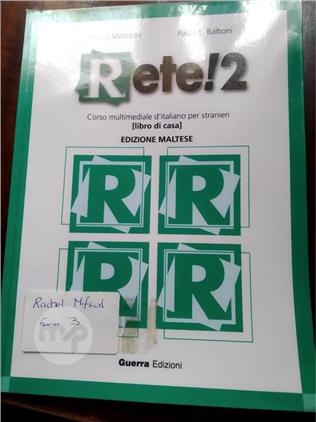 Marco Mezzadri Paolo E. Balboni
Rete!2
Corso multimediale d'italiano per stranieri
[libro di casa]
EDIZIONE MALTESE
R R
R R
Rachel Mifsud
Form 3
Guerra Edizioni